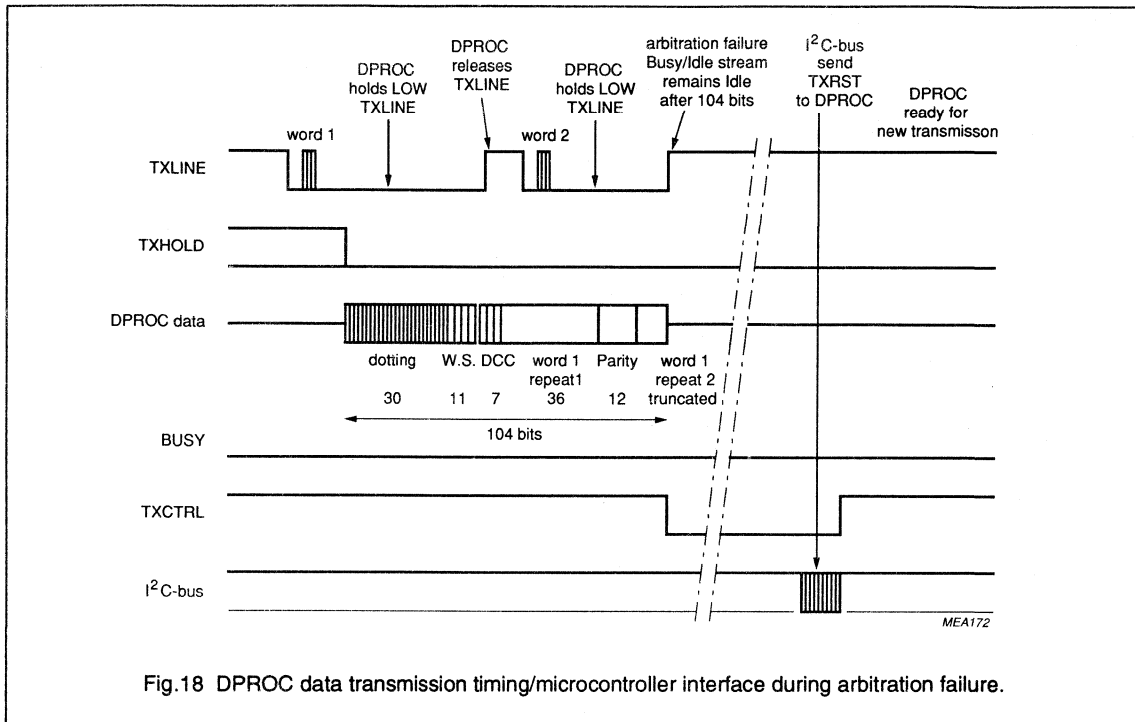 DPROC
holds LOW
TXLINE
DPROC
releases
TXLINE
DPROC
holds LOW
TXLINE
arbitration failure
Busy/Idle stream
remains Idle
after 104 bits
I²C-bus
send
TXRST
to DPROC
DPROC
ready for
new transmisson
word 1
word 2
TXLINE
TXHOLD
DPROC data
dotting
W.S.
DCC
word 1
repeat1
Parity
word 1
repeat 2
truncated
30
11
7
36
12
104 bits
BUSY
TXCTRL
I²C-bus
MEA172
Fig.18 DPROC data transmission timing/microcontroller interface during arbitration failure.